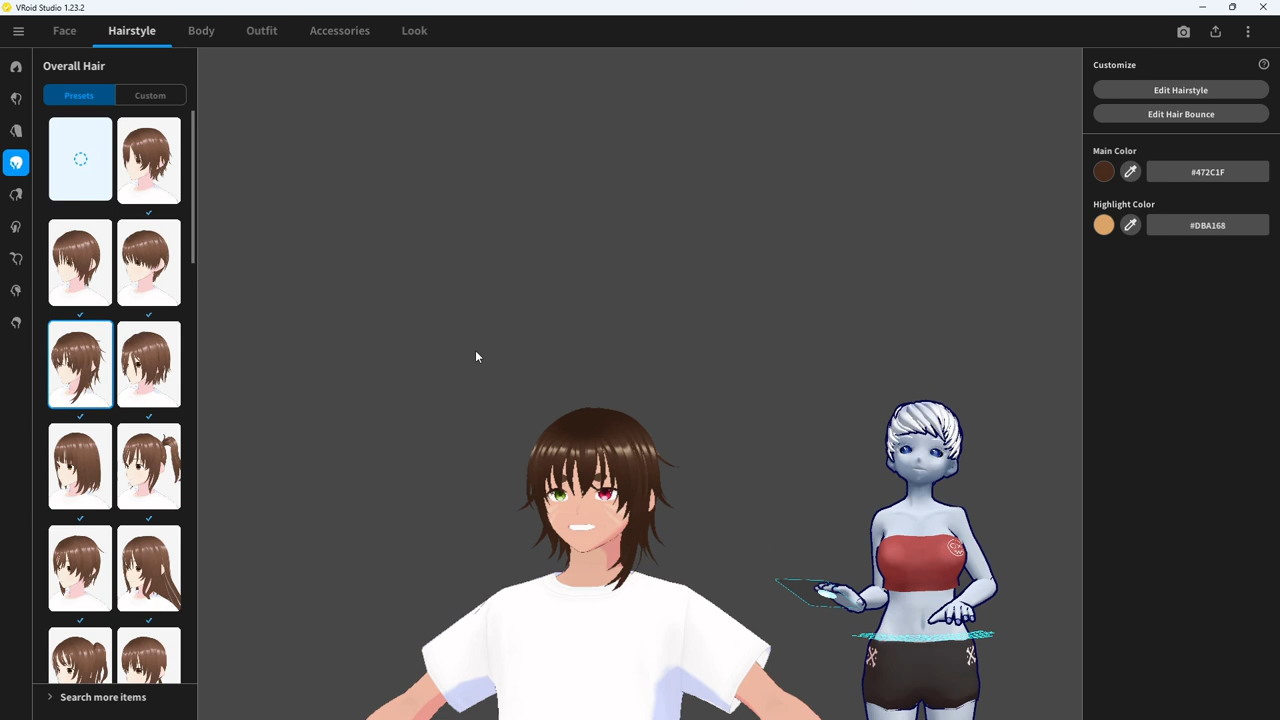 VRoid Studio 1.23.2
Face Hairstyle Body Outfit Accessories Look
Overall Hair
Presets Custom
Search more items
Customize
Edit Hairstyle
Edit Hair Bounce
Main Color
#472C1F
Highlight Color
#DBA168